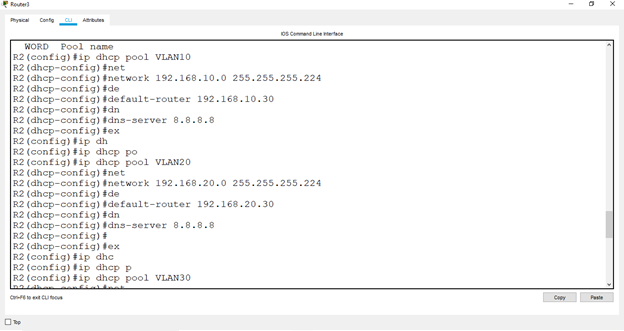 Router3
Physical Config CLI Attributes
IOS Command Line Interface
WORD Pool name
R2(config)#ip dhcp pool VLAN10
R2(dhcp-config)#net
R2(dhcp-config)#network 192.168.10.0 255.255.255.224
R2(dhcp-config)#de
R2(dhcp-config)#default-router 192.168.10.30
R2(dhcp-config)#dn
R2(dhcp-config)#dns-server 8.8.8.8
R2(dhcp-config)#ex
R2(config)#ip dh
R2(config)#ip dhcp po
R2(config)#ip dhcp pool VLAN20
R2(dhcp-config)#net
R2(dhcp-config)#network 192.168.20.0 255.255.255.224
R2(dhcp-config)#de
R2(dhcp-config)#default-router 192.168.20.30
R2(dhcp-config)#dn
R2(dhcp-config)#dns-server 8.8.8.8
R2(dhcp-config)#
R2(dhcp-config)#ex
R2(config)#ip dhc
R2(config)#ip dhcp p
R2(config)#ip dhcp pool VLAN30
R2(dhcp-config)#net
Ctrl+F6 to exit CLI focus
Copy Paste
Top